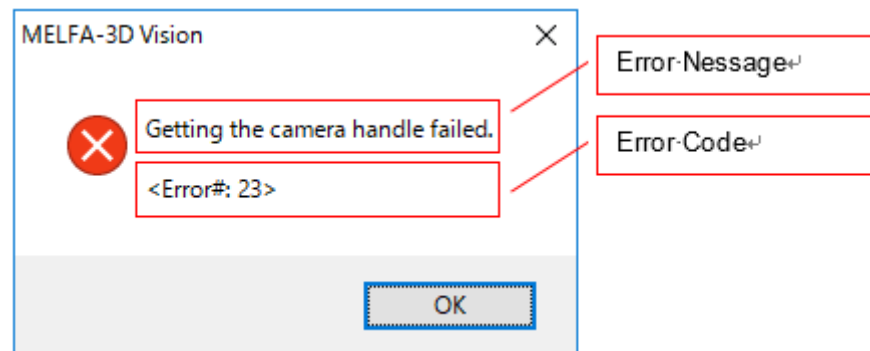 MELFA-3D Vision
Getting the camera handle failed.
<Error#: 23>
OK
Error·Nessage↵
Error·Code↵